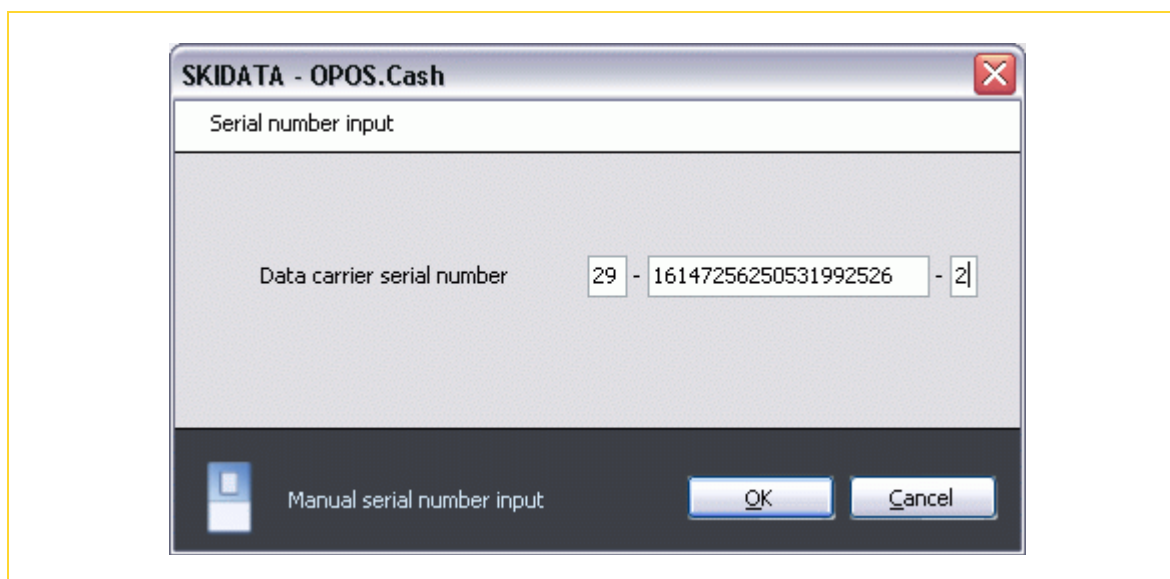 SKIDATA - OPOS.Cash
Serial number input
Data carrier serial number 29 - 16147256250531992526 - 2
Manual serial number input OK Cancel